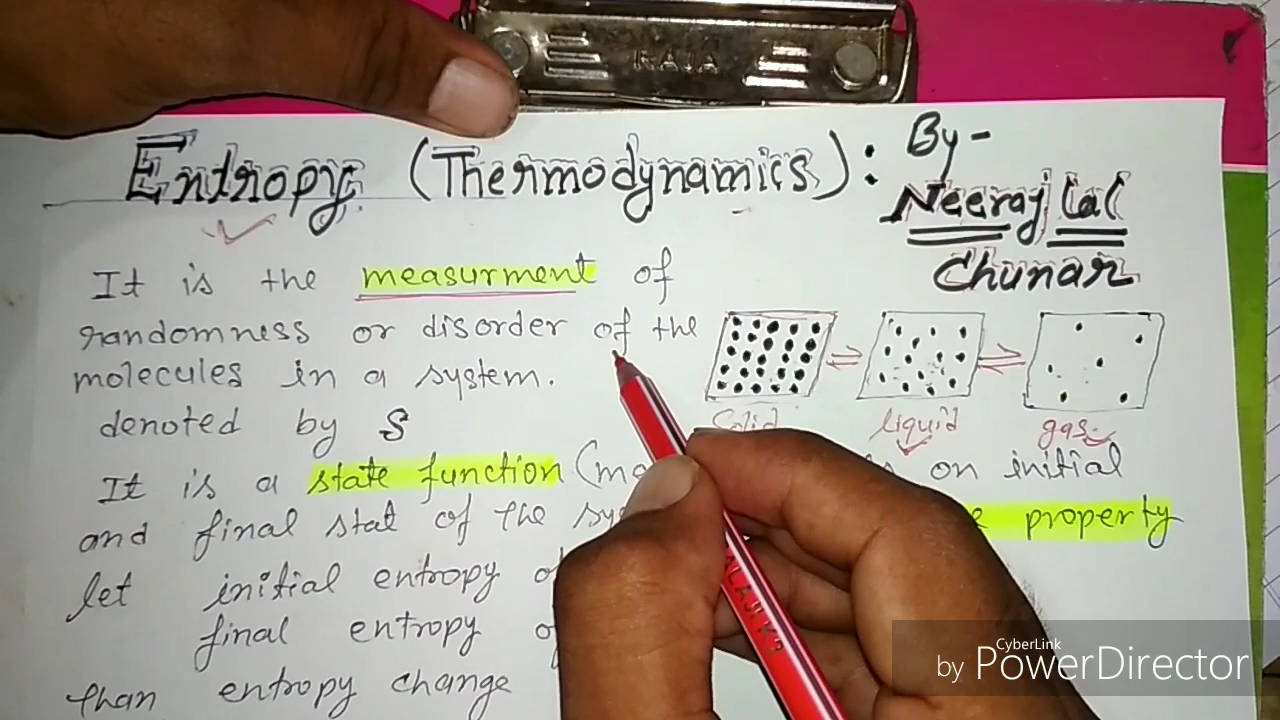 RAJA
Entropy (Thermodynamics) :
By-
Neeraj Lal
Chunar
It is the measurment of
randomness or disorder of the
molecules in a system.
denoted by S
solid liquid gas
It is a state function on initial
and final stat of the property
let initial entropy
final entropy
than entropy change
CyberLink
by PowerDirector